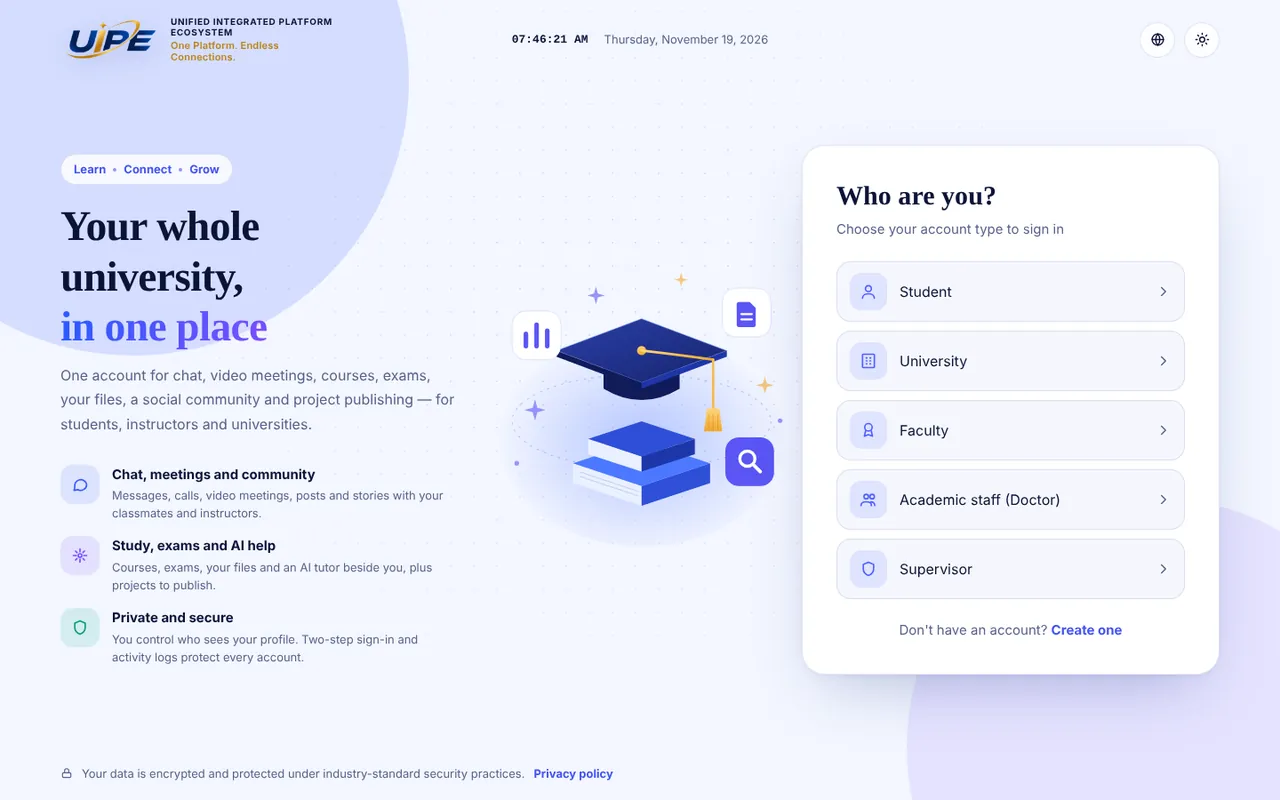 UIPE
UNIFIED INTEGRATED PLATFORM
ECOSYSTEM
One Platform. Endless
Connections.
07:46:21 AM Thursday, November 19, 2026
Learn • Connect • Grow
Your whole
university,
in one place
One account for chat, video meetings, courses, exams,
your files, a social community and project publishing — for
students, instructors and universities.
Chat, meetings and community
Messages, calls, video meetings, posts and stories with your
classmates and instructors.
Study, exams and AI help
Courses, exams, your files and an AI tutor beside you, plus
projects to publish.
Private and secure
You control who sees your profile. Two-step sign-in and
activity logs protect every account.
Who are you?
Choose your account type to sign in
Student
University
Faculty
Academic staff (Doctor)
Supervisor
Don't have an account? Create one
Your data is encrypted and protected under industry-standard security practices. Privacy policy